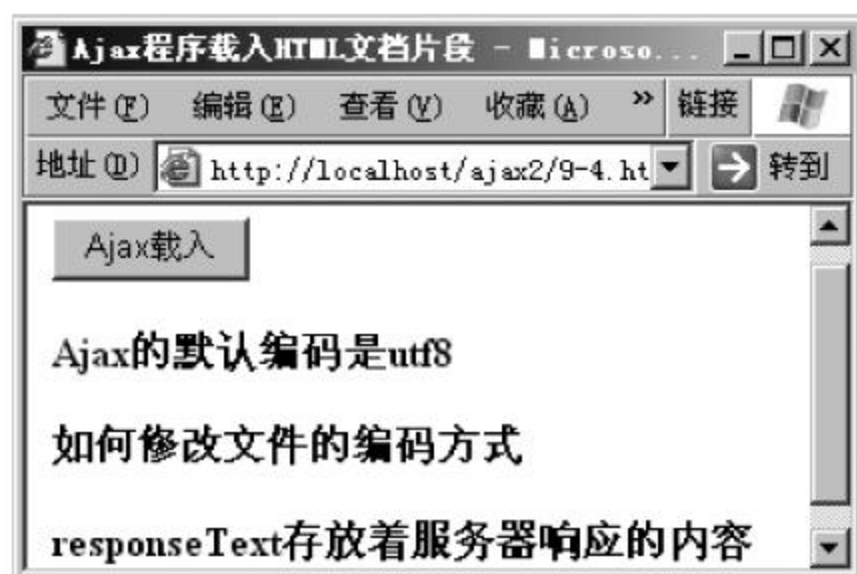 Ajax程序载入HTML文档片段 - Microso...
文件(F) 编辑(E) 查看(V) 收藏(A) » 链接
地址(D) http://localhost/ajax2/9-4.ht 转到
Ajax载入
Ajax的默认编码是utf8
如何修改文件的编码方式
responseText存放着服务器响应的内容